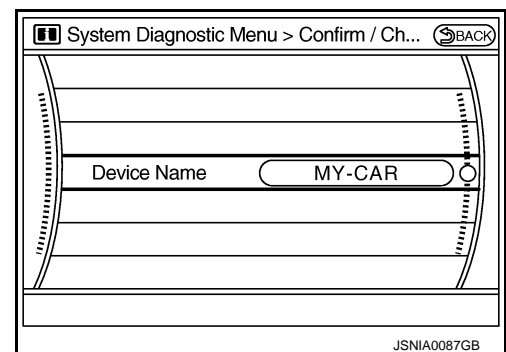 System Diagnostic Menu > Confirm / Ch... BACK
Device Name MY-CAR
JSNIA0087GB